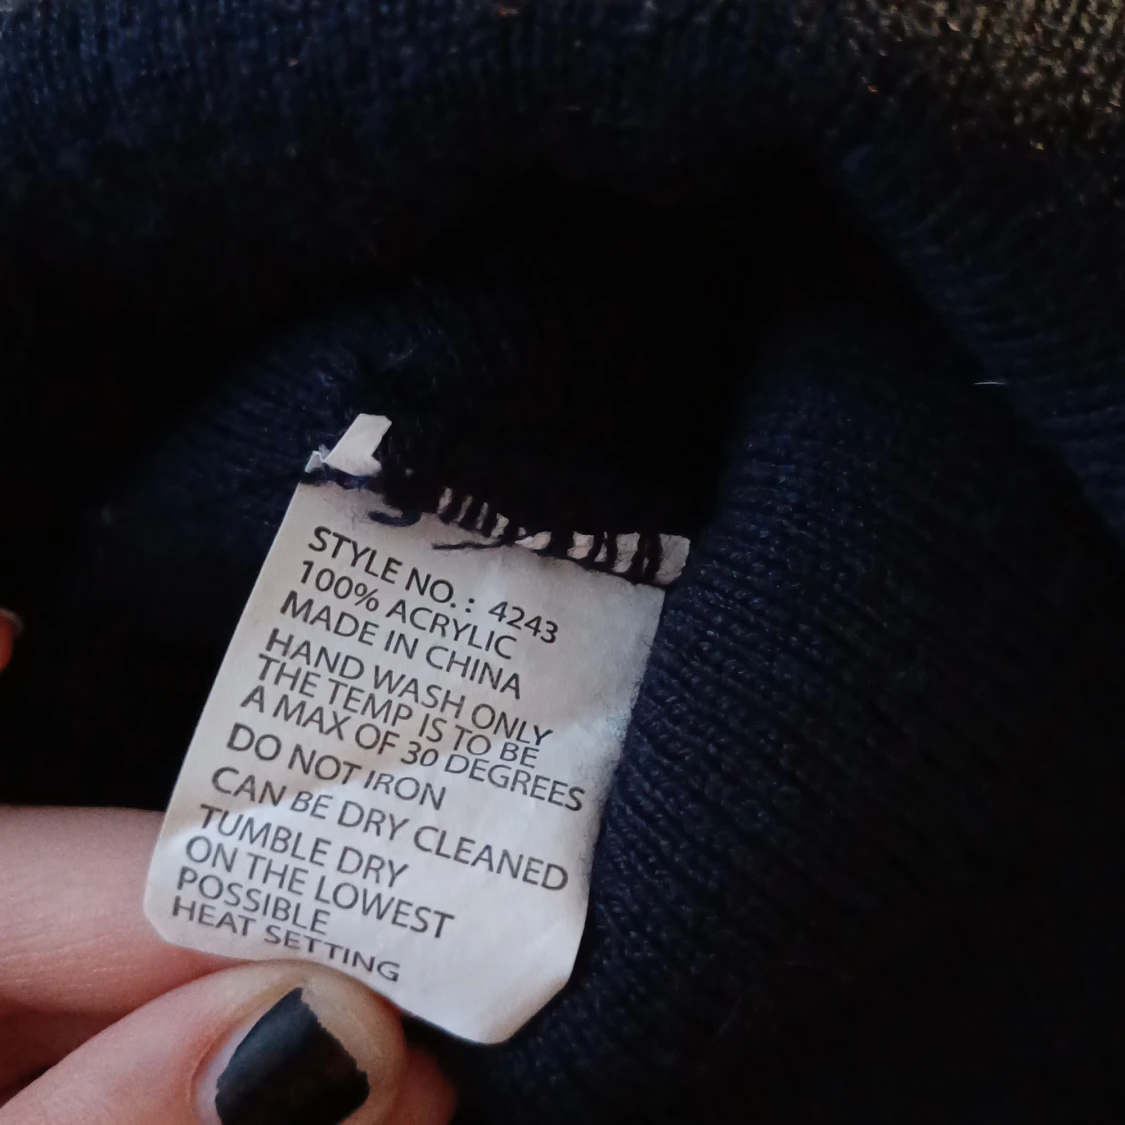 STYLE NO. : 4243
100% ACRYLIC
MADE IN CHINA
HAND WASH ONLY
THE TEMP IS TO BE
A MAX OF 30 DEGREES
DO NOT IRON
CAN BE DRY CLEANED
TUMBLE DRY
ON THE LOWEST
POSSIBLE
HEAT SETTING